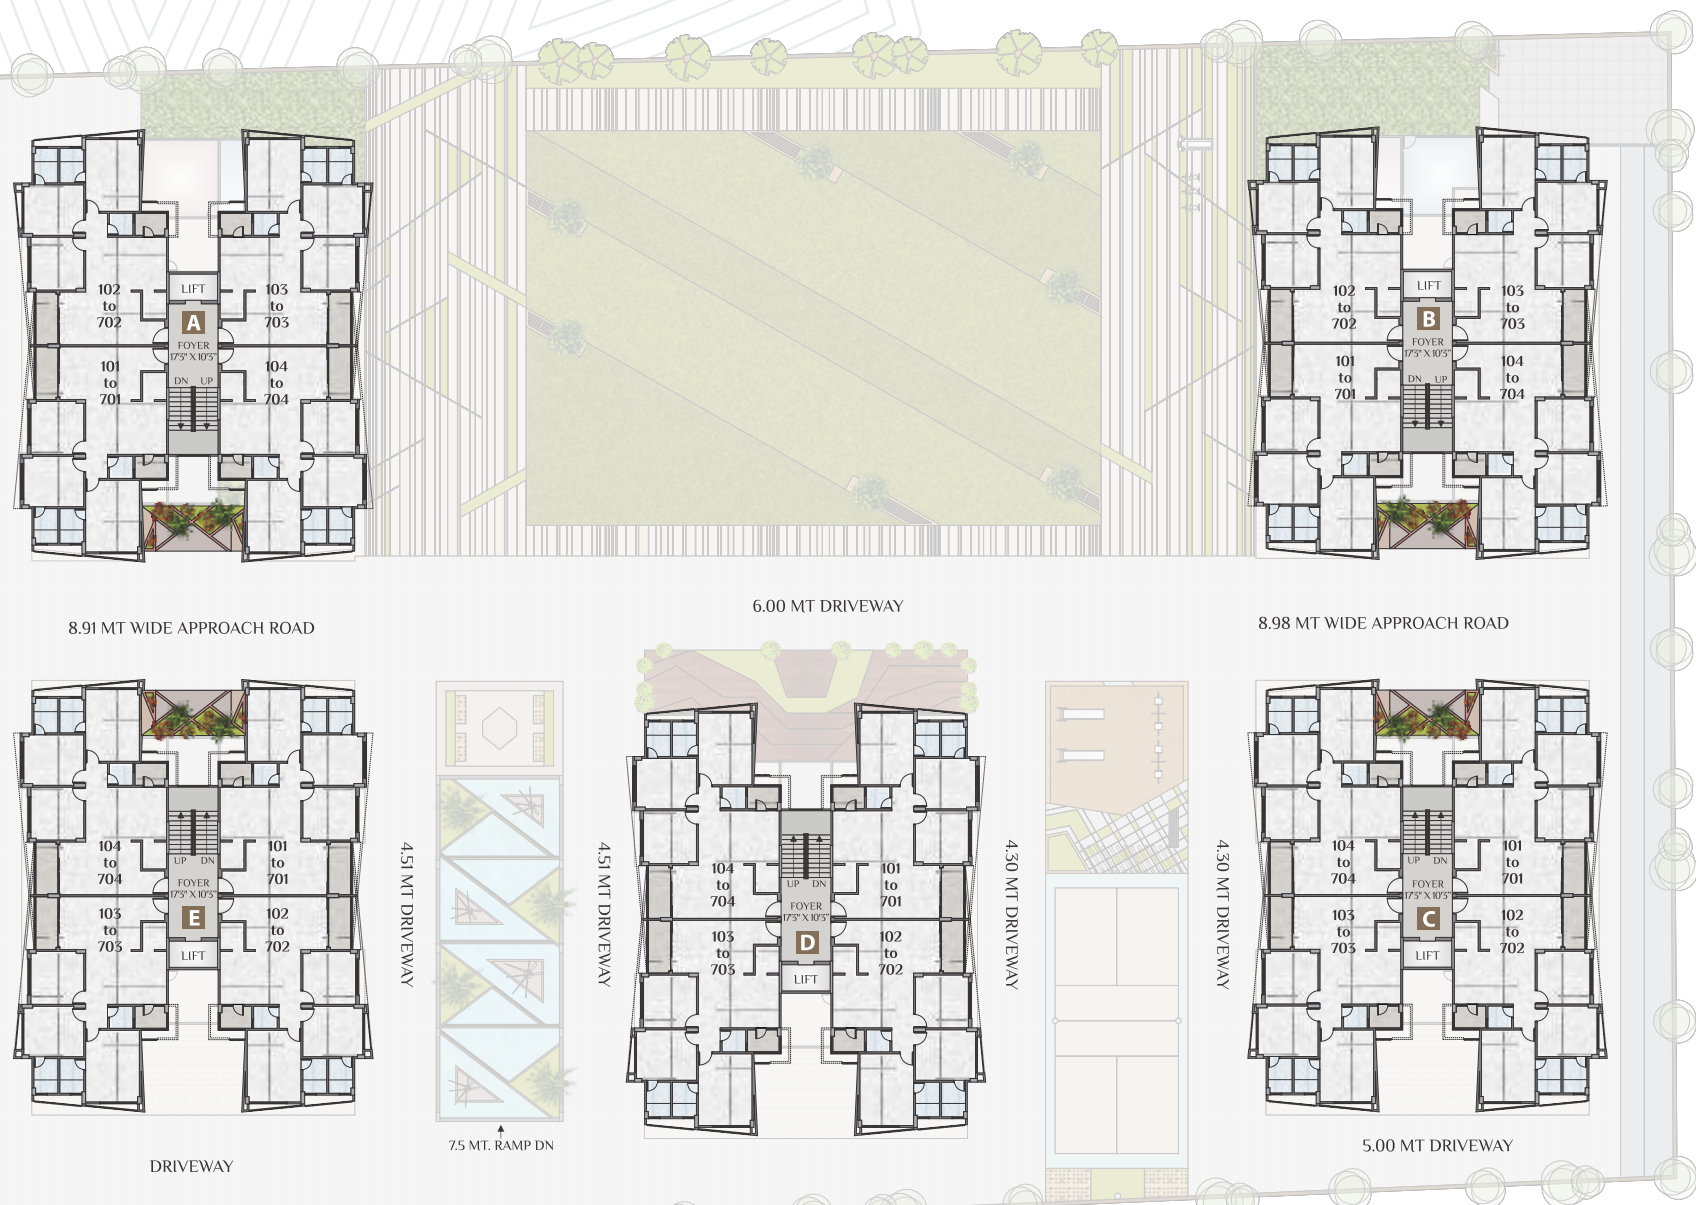 LIFT
102
to
702
103
to
703
A
FOYER
17'3" X 10'3"
101
to
701
104
to
704
DN UP
LIFT
102
to
702
103
to
703
B
FOYER
17'3" X 10'3"
101
to
701
104
to
704
DN UP
6.00 MT DRIVEWAY
8.91 MT WIDE APPROACH ROAD
8.98 MT WIDE APPROACH ROAD
104
to
704
101
to
701
UP DN
FOYER
17'3" X 10'3"
E
103
to
703
102
to
702
LIFT
4.51 MT DRIVEWAY
4.51 MT DRIVEWAY
104
to
704
101
to
701
UP DN
FOYER
17'3" X 10'3"
D
103
to
703
102
to
702
LIFT
4.30 MT DRIVEWAY
4.30 MT DRIVEWAY
104
to
704
101
to
701
UP DN
FOYER
17'3" X 10'3"
C
103
to
703
102
to
702
LIFT
7.5 MT. RAMP DN
DRIVEWAY
5.00 MT DRIVEWAY